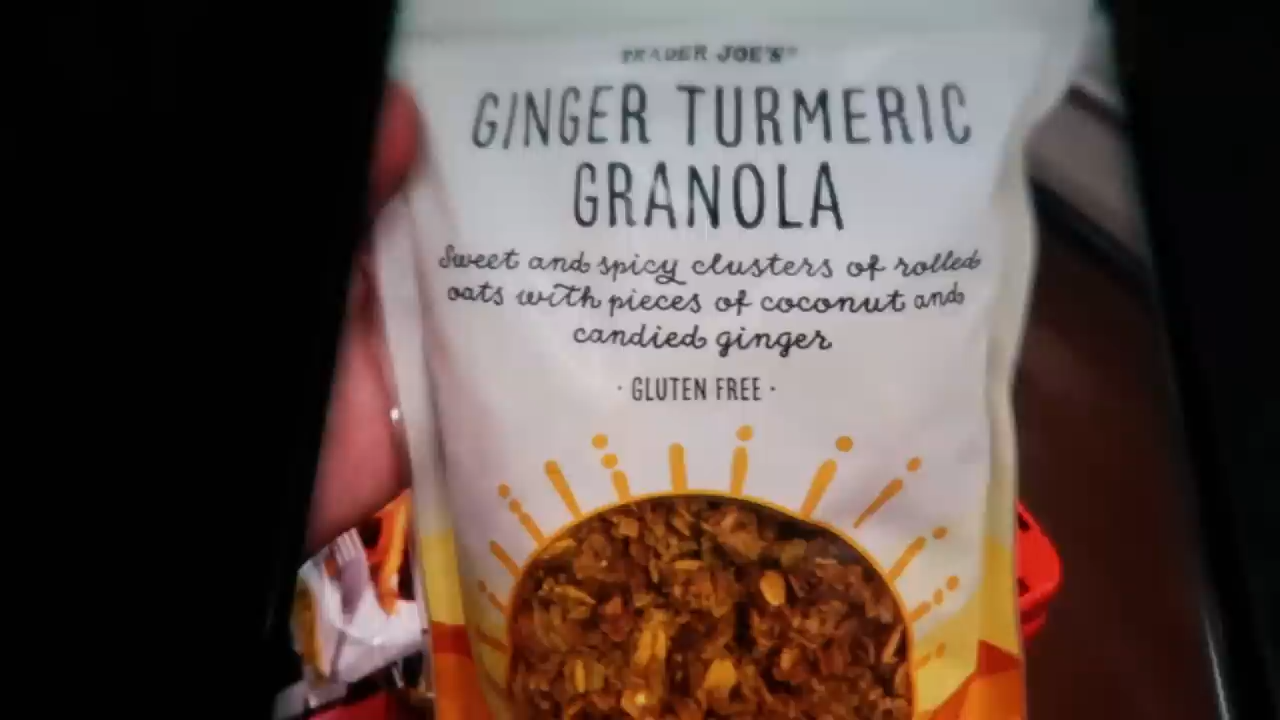 TRADER JOE'S®
GINGER TURMERIC
GRANOLA
Sweet and spicy clusters of rolled
oats with pieces of coconut and
candied ginger
· GLUTEN FREE ·